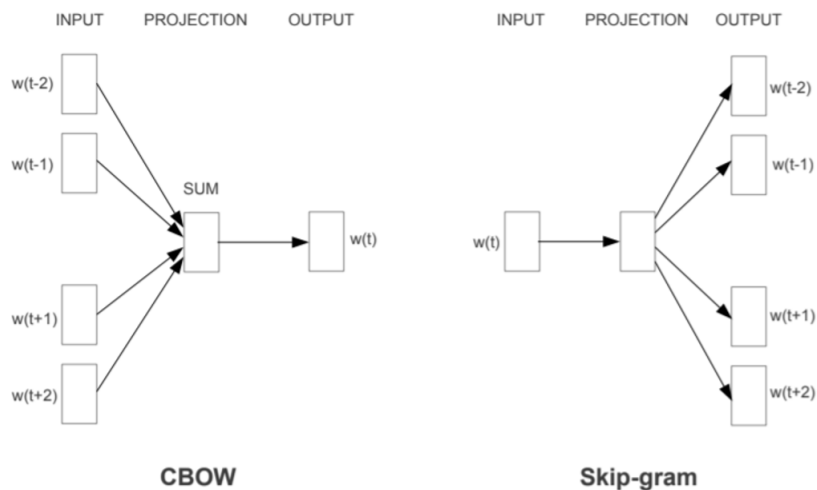 INPUT PROJECTION OUTPUT
w(t-2)
w(t-1)
SUM
w(t)
w(t+1)
w(t+2)
CBOW
INPUT PROJECTION OUTPUT
w(t-2)
w(t-1)
w(t)
w(t+1)
w(t+2)
Skip-gram